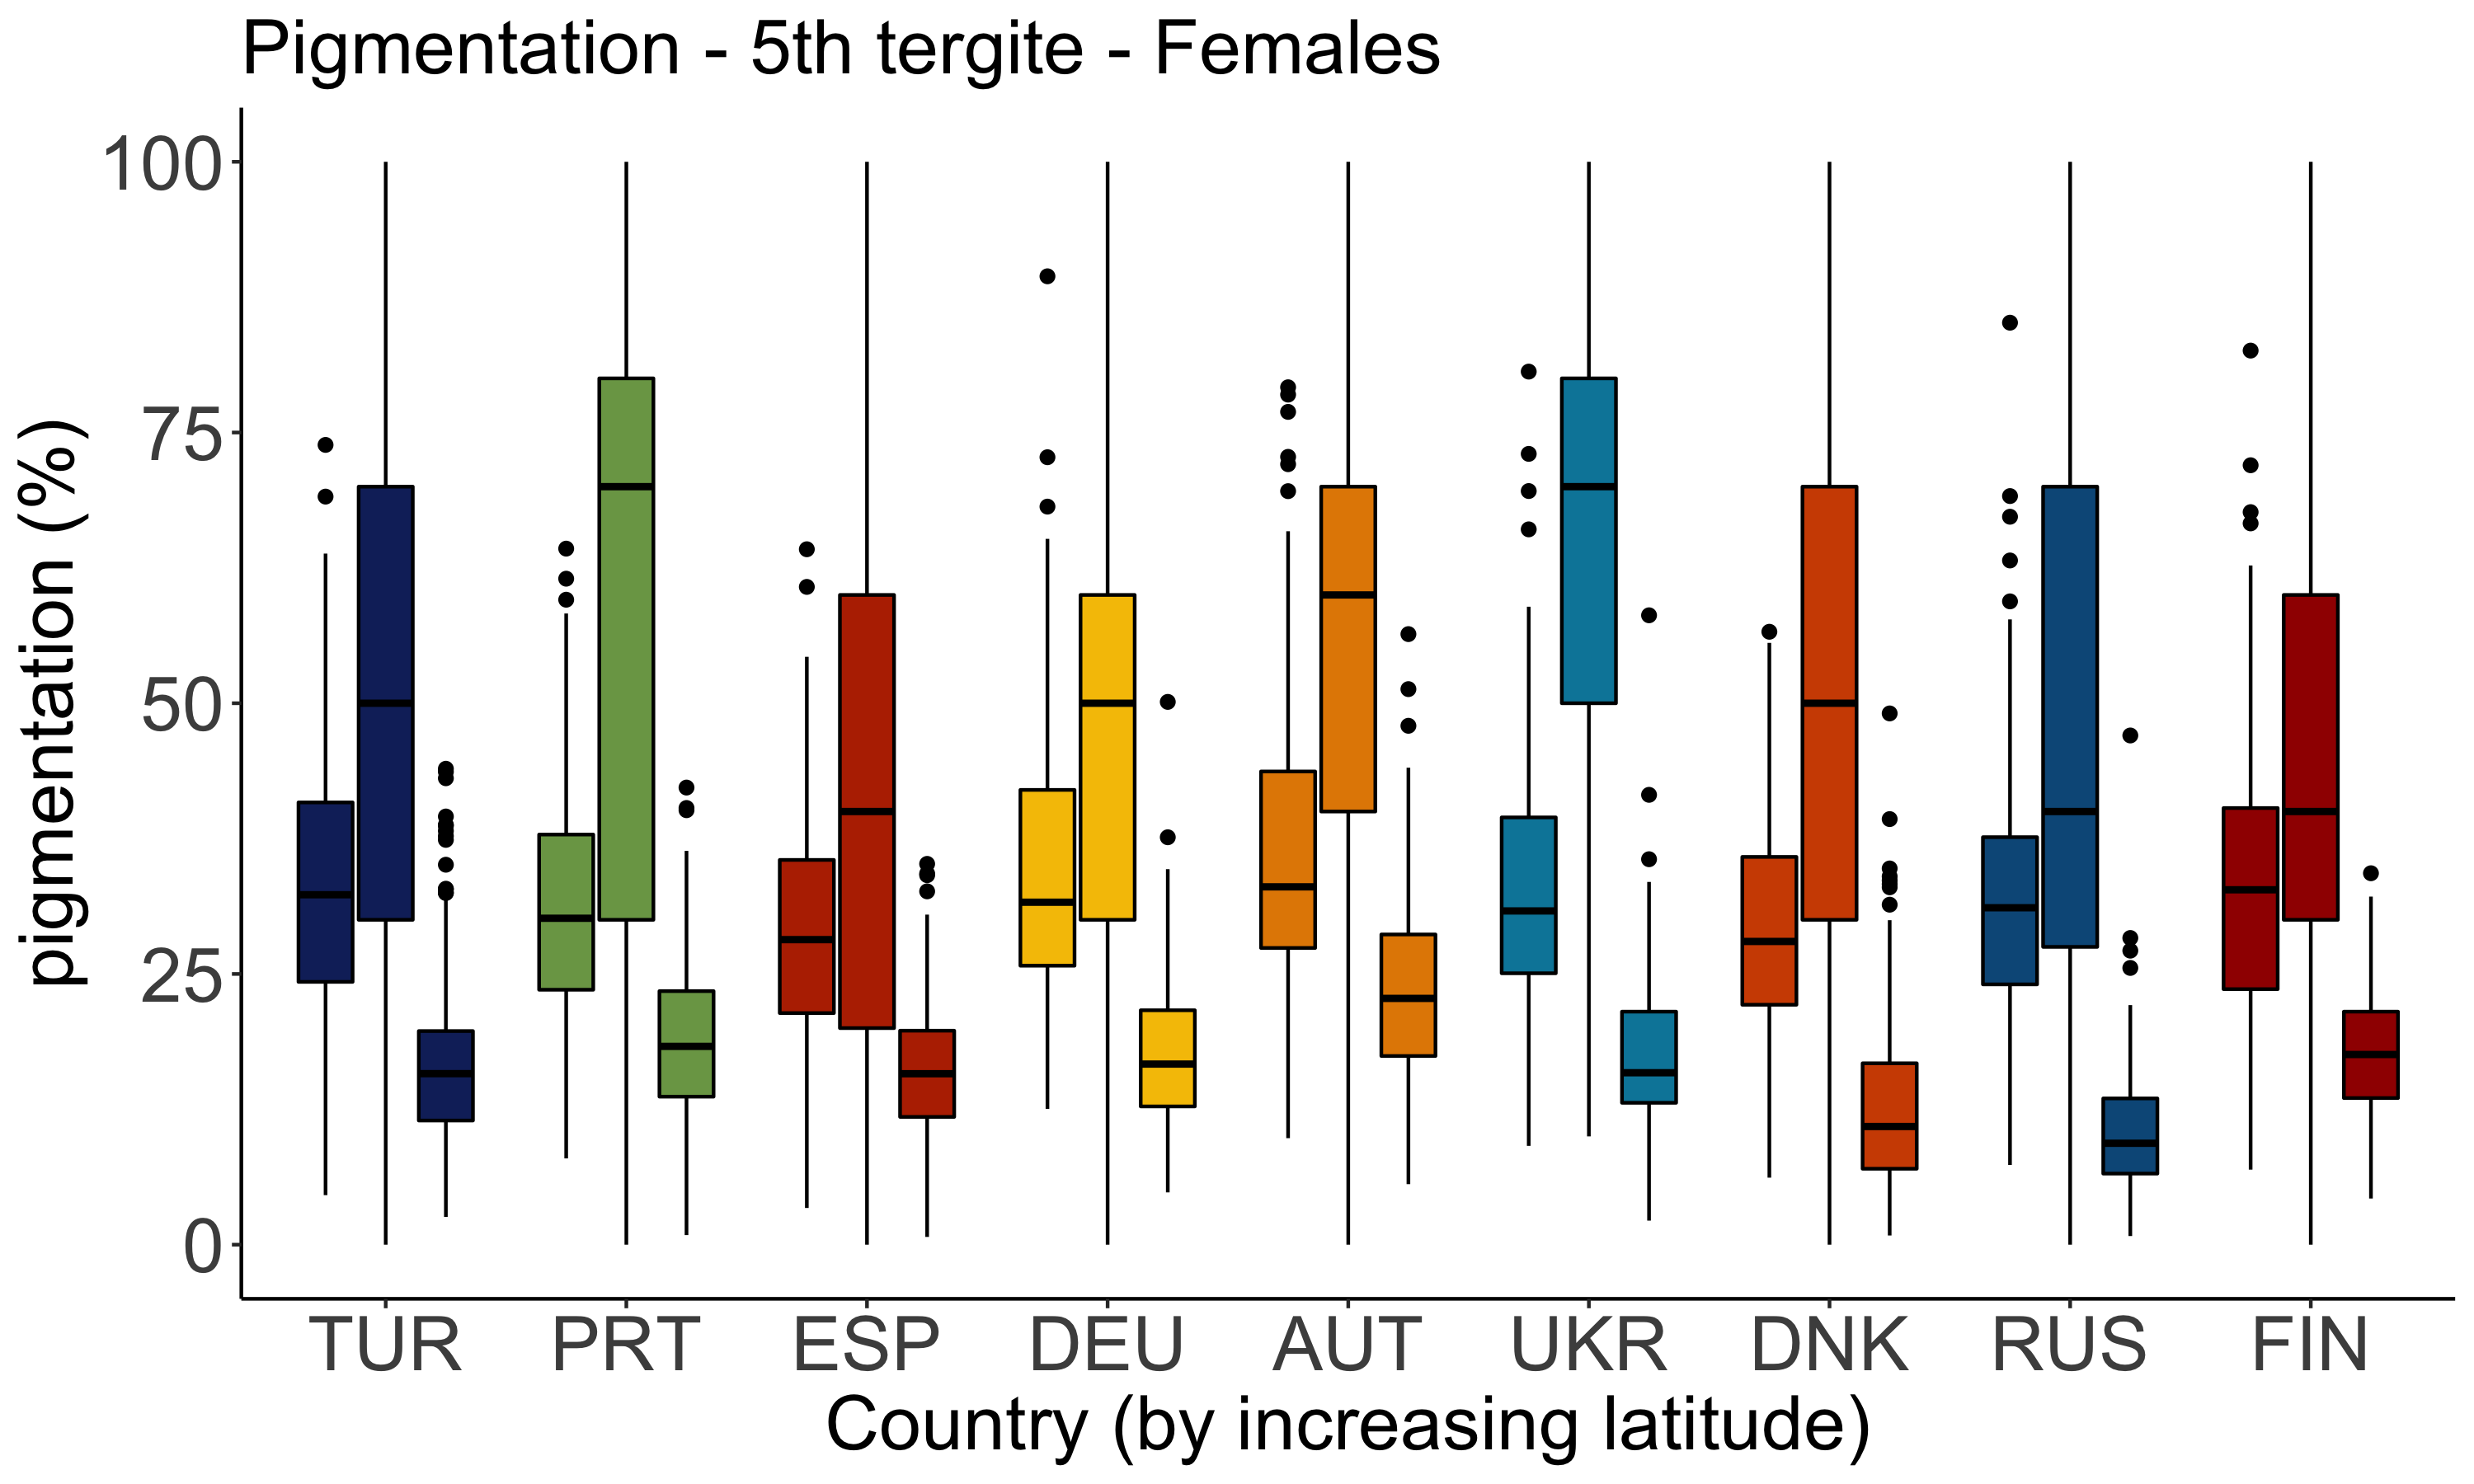 Pigmentation - 5th tergite - Females
pigmentation (%)
100
75
50
25
0
TUR PRT ESP DEU AUT UKR DNK RUS FIN
Country (by increasing latitude)